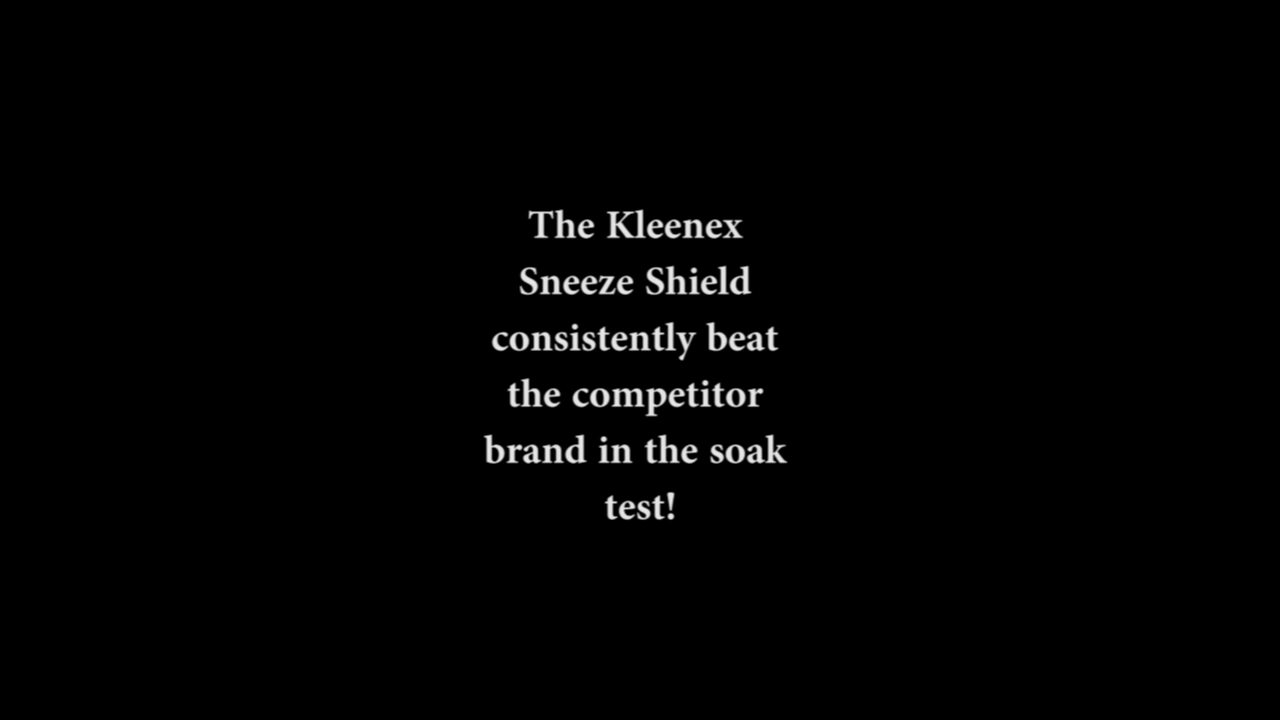 The Kleenex
Sneeze Shield
consistently beat
the competitor
brand in the soak
test!